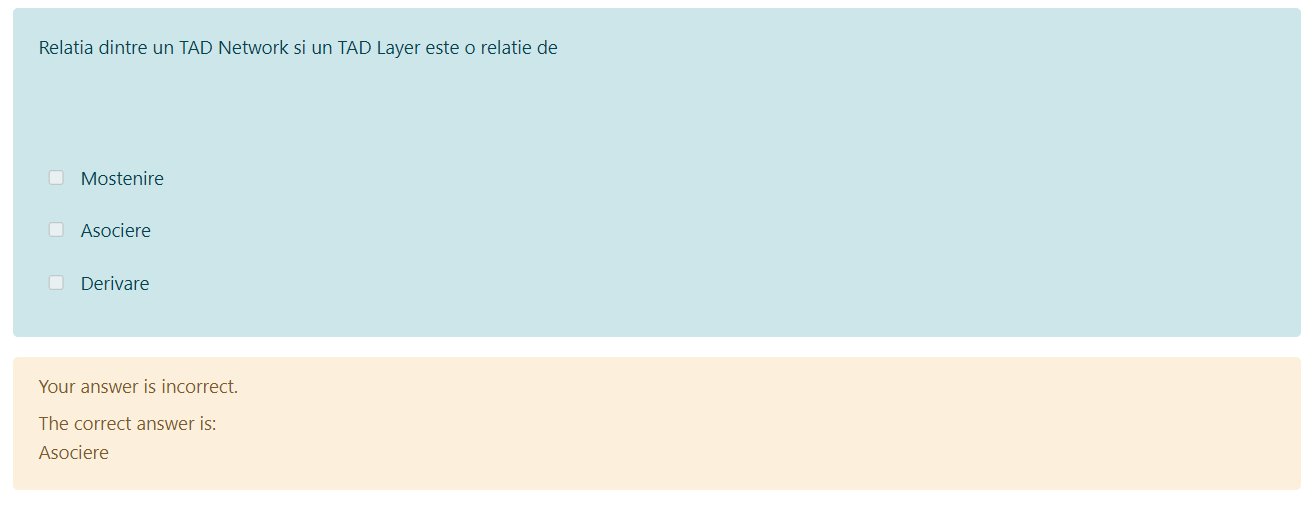 Relatia dintre un TAD Network si un TAD Layer este o relatie de
Mostenire
Asociere
Derivare
Your answer is incorrect.
The correct answer is:
Asociere